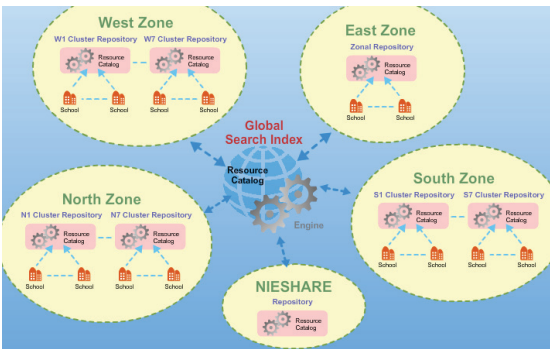 West Zone
W1 Cluster Repository W7 Cluster Repository
Resource
Catalog
Resource
Catalog
School School School School
East Zone
Zonal Repository
Resource
Catalog
School School
Global
Search Index
Resource
Catalog
Engine
North Zone
N1 Cluster Repository N7 Cluster Repository
Resource
Catalog
Resource
Catalog
School School School School
South Zone
S1 Cluster Repository S7 Cluster Repository
Resource
Catalog
Resource
Catalog
School School School School
NIESHARE
Repository
Resource
Catalog